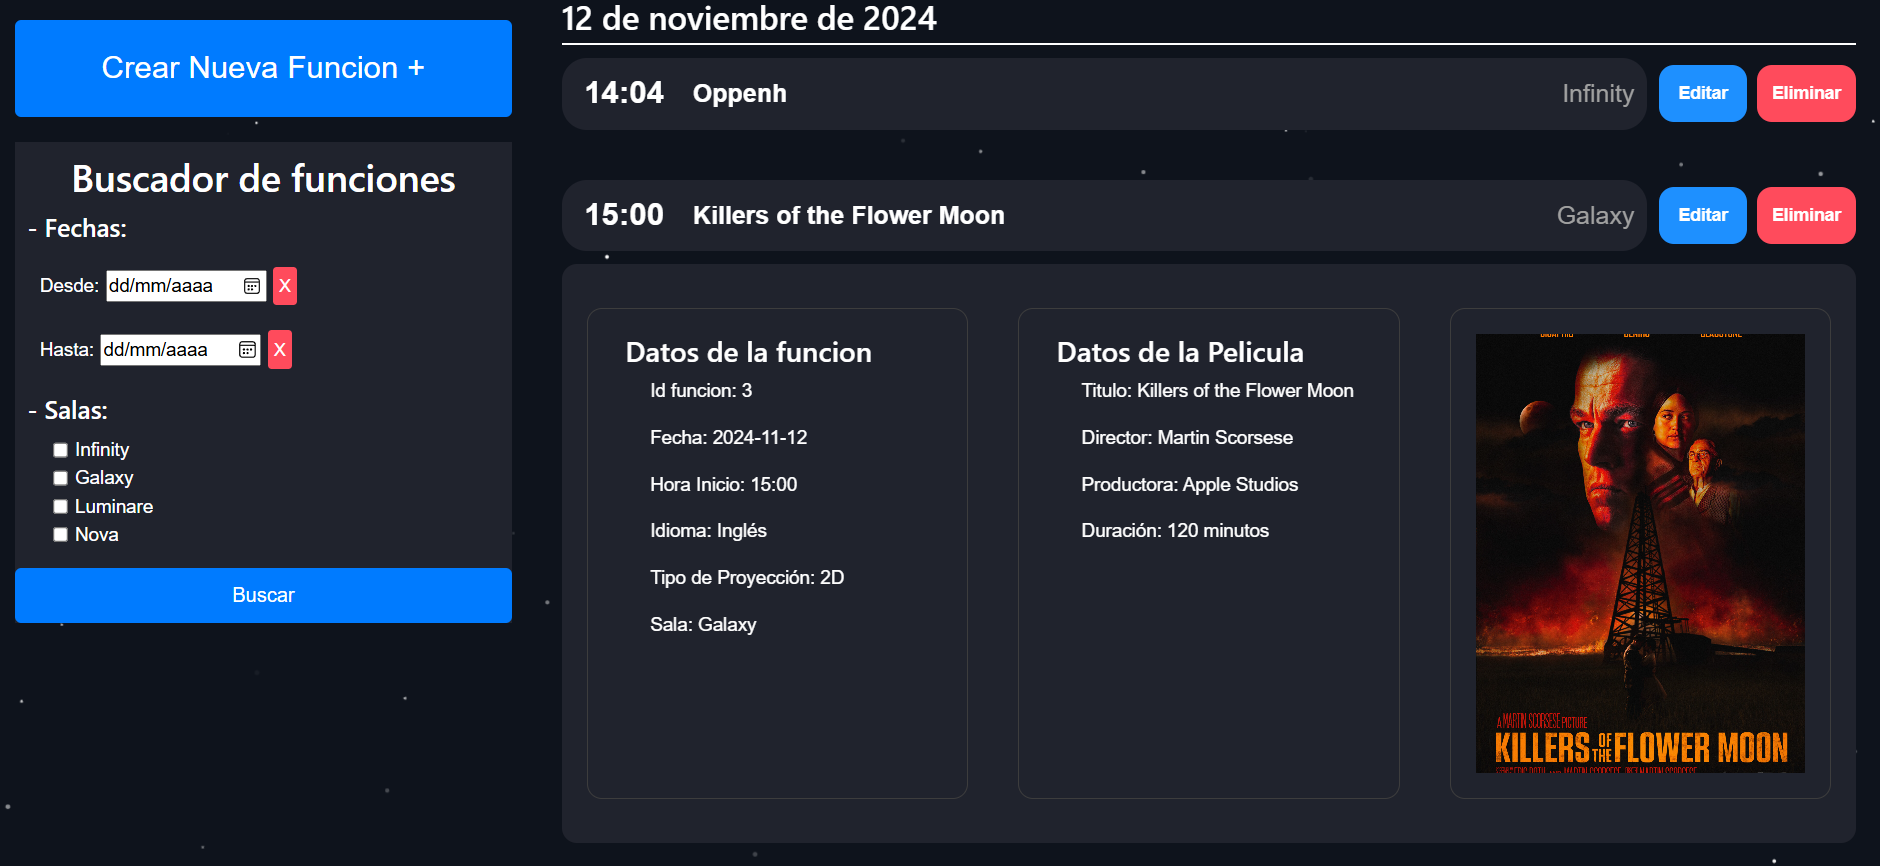 Crear Nueva Funcion +
Buscador de funciones
- Fechas:
Desde: dd/mm/aaaa X
Hasta: dd/mm/aaaa X
- Salas:
Infinity
Galaxy
Luminare
Nova
Buscar
12 de noviembre de 2024
14:04 Oppenh Infinity Editar Eliminar
15:00 Killers of the Flower Moon Galaxy Editar Eliminar
Datos de la funcion
Id funcion: 3
Fecha: 2024-11-12
Hora Inicio: 15:00
Idioma: Inglés
Tipo de Proyección: 2D
Sala: Galaxy
Datos de la Pelicula
Titulo: Killers of the Flower Moon
Director: Martin Scorsese
Productora: Apple Studios
Duración: 120 minutos
A MARTIN SCORSESE PICTURE
KILLERS OF THE FLOWER MOON